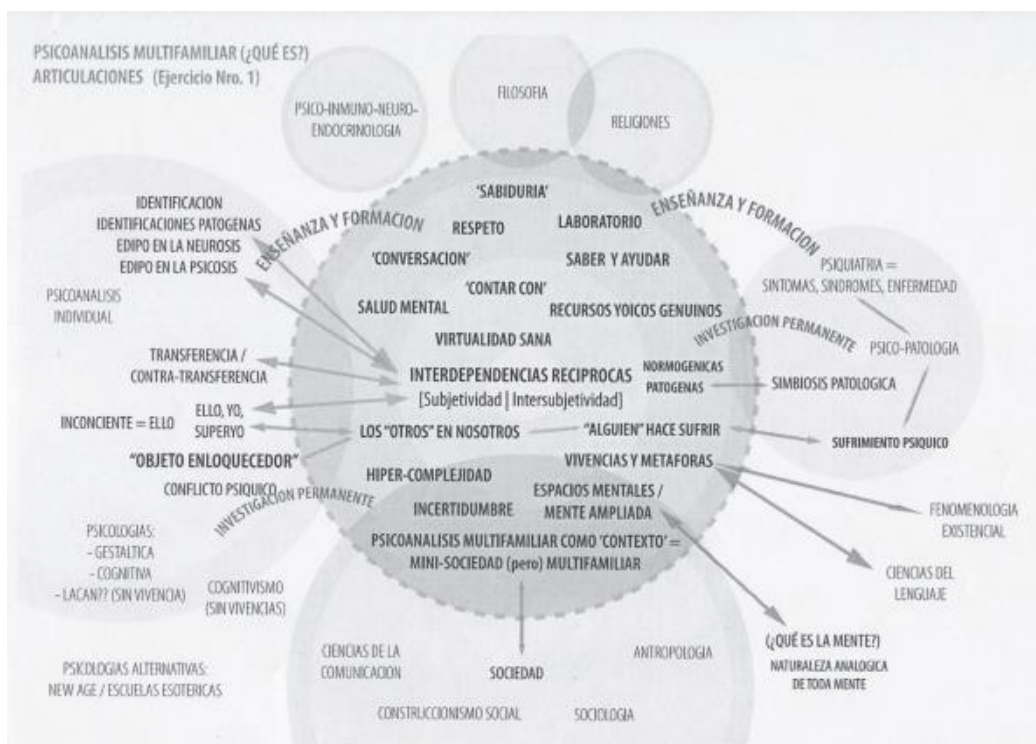 PSICOANALISIS MULTIFAMILIAR (¿QUÉ ES?)
ARTICULACIONES (Ejercicio Nro. 1)
PSICO-INMUNO-NEURO-
ENDOCRINOLOGIA
FILOSOFIA
RELIGIONES
IDENTIFICACION
IDENTIFICACIONES PATOGENAS
EDIPO EN LA NEUROSIS
EDIPO EN LA PSICOSIS
PSICOANALISIS
INDIVIDUAL
ENSEÑANZA Y FORMACION
'SABIDURIA'
RESPETO
LABORATORIO
'CONVERSACION'
SABER Y AYUDAR
'CONTAR CON'
SALUD MENTAL
RECURSOS YOICOS GENUINOS
VIRTUALIDAD SANA
ENSEÑANZA Y FORMACION
PSIQUIATRIA =
SINTOMAS, SINDROMES, ENFERMEDAD
INVESTIGACION PERMANENTE
PSICO-PATOLOGIA
TRANSFERENCIA /
CONTRA-TRANSFERENCIA
INTERDEPENDENCIAS RECIPROCAS
[Subjetividad | Intersubjetividad]
NORMOGENICAS
PATOGENAS
SIMBIOSIS PATOLOGICA
INCONCIENTE = ELLO
ELLO, YO,
SUPERYO
LOS "OTROS" EN NOSOTROS
"ALGUIEN" HACE SUFRIR
SUFRIMIENTO PSIQUICO
"OBJETO ENLOQUECEDOR"
CONFLICTO PSIQUICO
HIPER-COMPLEJIDAD
VIVENCIAS Y METAFORAS
INVESTIGACION PERMANENTE
INCERTIDUMBRE
ESPACIOS MENTALES /
MENTE AMPLIADA
FENOMENOLOGIA
EXISTENCIAL
PSICOLOGIAS:
- GESTALTICA
- COGNITIVA
- LACAN?? (SIN VIVENCIA)
COGNITIVISMO
(SIN VIVENCIAS)
PSICOANALISIS MULTIFAMILIAR COMO 'CONTEXTO' =
MINI-SOCIEDAD (pero) MULTIFAMILIAR
CIENCIAS DEL
LENGUAJE
(¿QUÉ ES LA MENTE?)
NATURALEZA ANALOGICA
DE TODA MENTE
PSICOLOGIAS ALTERNATIVAS:
NEW AGE / ESCUELAS ESOTERICAS
CIENCIAS DE LA
COMUNICACION
SOCIEDAD
ANTROPOLOGIA
CONSTRUCCIONISMO SOCIAL
SOCIOLOGIA